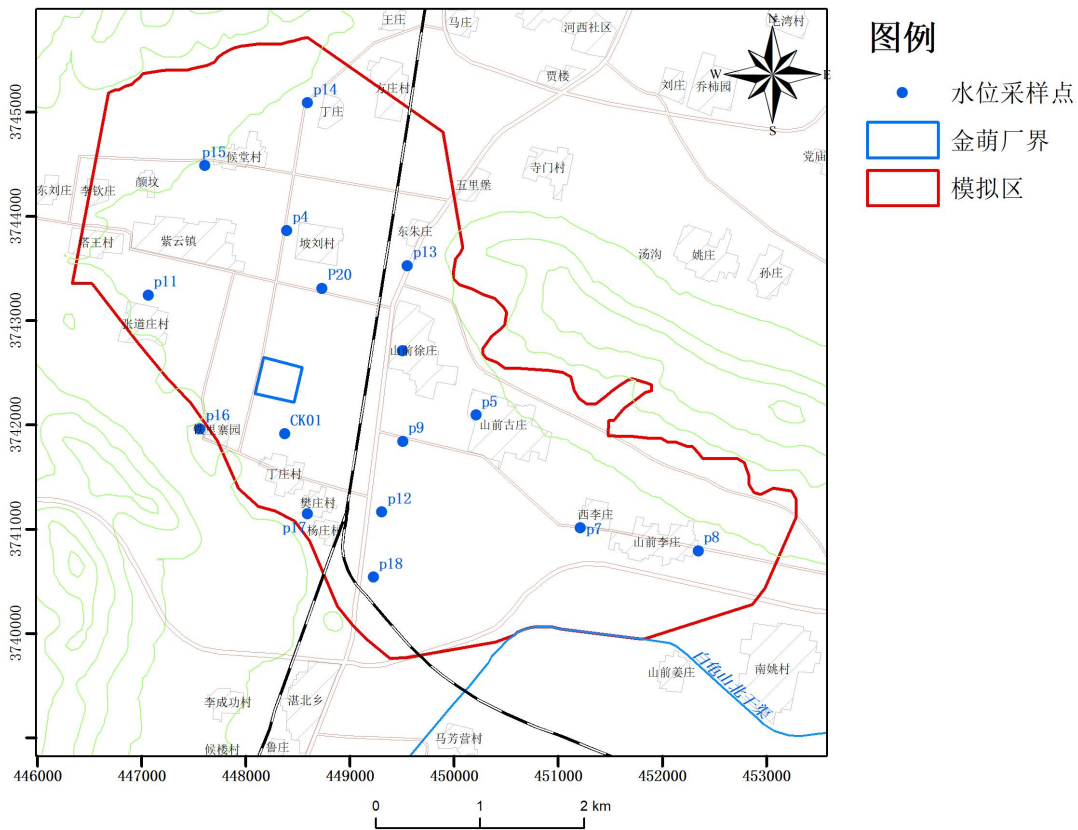 图例
水位采样点
金萌厂界
模拟区
N
W
E
S
王庄
马庄
河西社区
毛湾村
方庄村
贾楼
刘庄
乔柿园
p14
丁庄
p15
候堂村
寺门村
党庙
东刘庄
李钦庄
颜坟
五里堡
p4
塔王村
紫云镇
坡刘村
东朱庄
p13
汤沟
姚庄
孙庄
p11
P20
张道庄村
山前徐庄
p16
CK01
p5
山前古庄
p9
丁庄村
p12
樊庄村
p17
杨庄村
西李庄
p7
山前李庄
p8
p18
白龟山北干渠
山前姜庄
南姚村
李成功村
湛北乡
候楼村
鲁庄
马芳营村
3745000
3744000
3743000
3742000
3741000
3740000
446000
447000
448000
449000
450000
451000
452000
453000
0
1
2 km